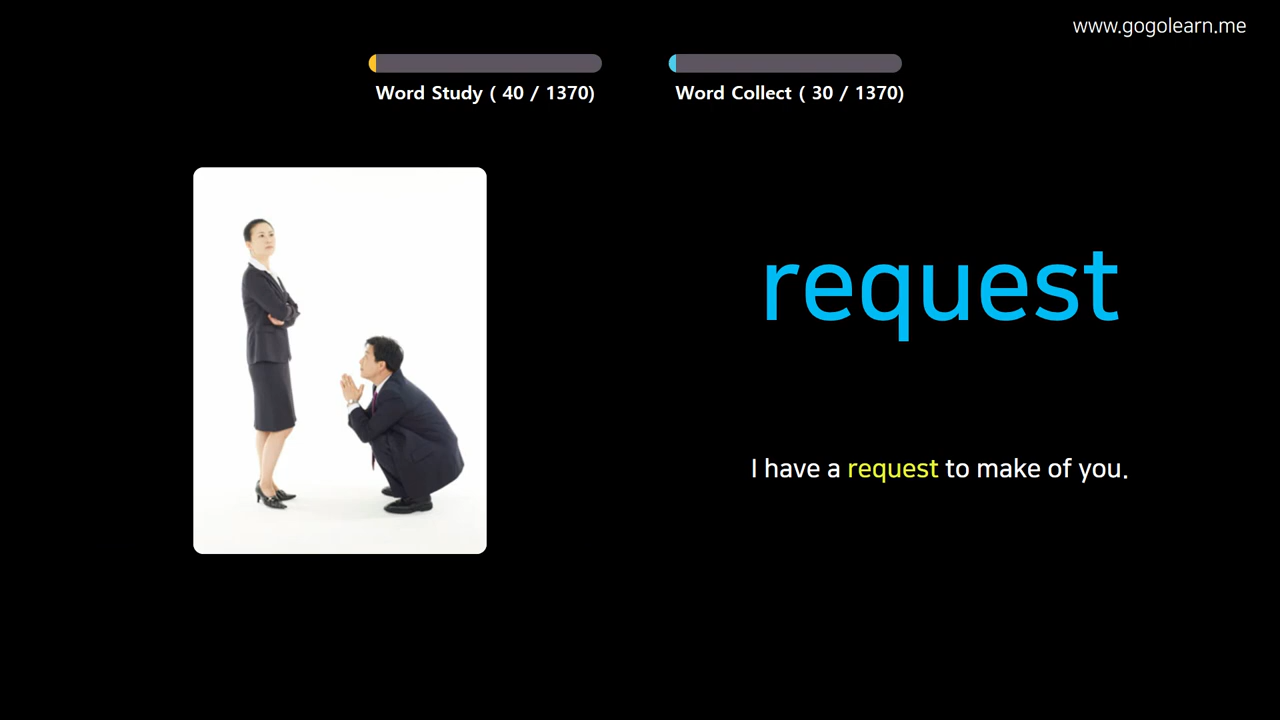 www.gogolearn.me
Word Study ( 40 / 1370)
Word Collect ( 30 / 1370)
request
I have a request to make of you.